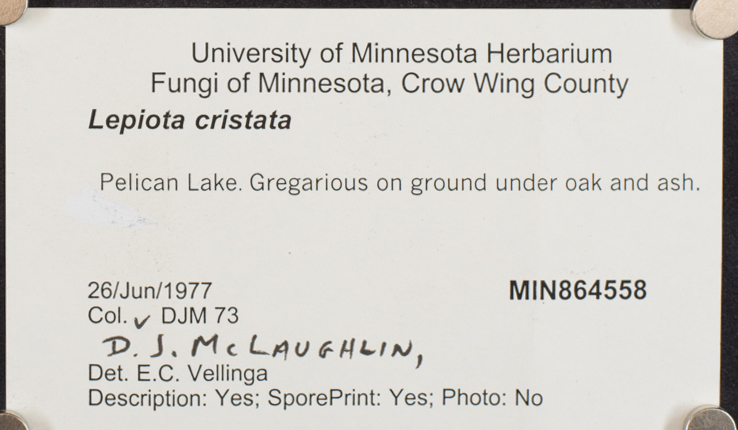 University of Minnesota Herbarium
Fungi of Minnesota, Crow Wing County
Lepiota cristata
Pelican Lake. Gregarious on ground under oak and ash.
26/Jun/1977 MIN864558
Col. ✓ DJM 73
D. J. McLAUGHLIN,
Det. E.C. Vellinga
Description: Yes; SporePrint: Yes; Photo: No